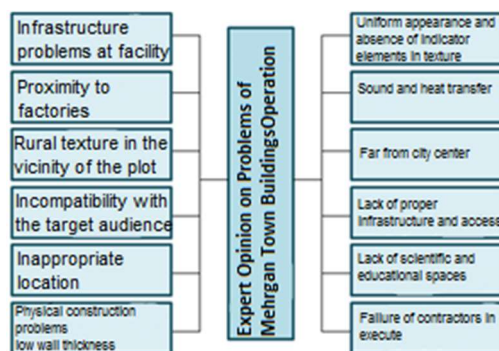 Infrastructure
problems at facility
Proximity to
factories
Rural texture in the
vicinity of the plot
Incompatibility with
the target audience
Inappropriate
location
Physical construction
problems
low wall thickness
Expert Opinion on Problems of
Mehrgan Town BuildingsOperation
Uniform appearance and
absence of indicator
elements in texture
Sound and heat transfer
Far from city center
Lack of proper
infrastructure and access
Lack of scientific and
educational spaces
Failure of contractors in
execute